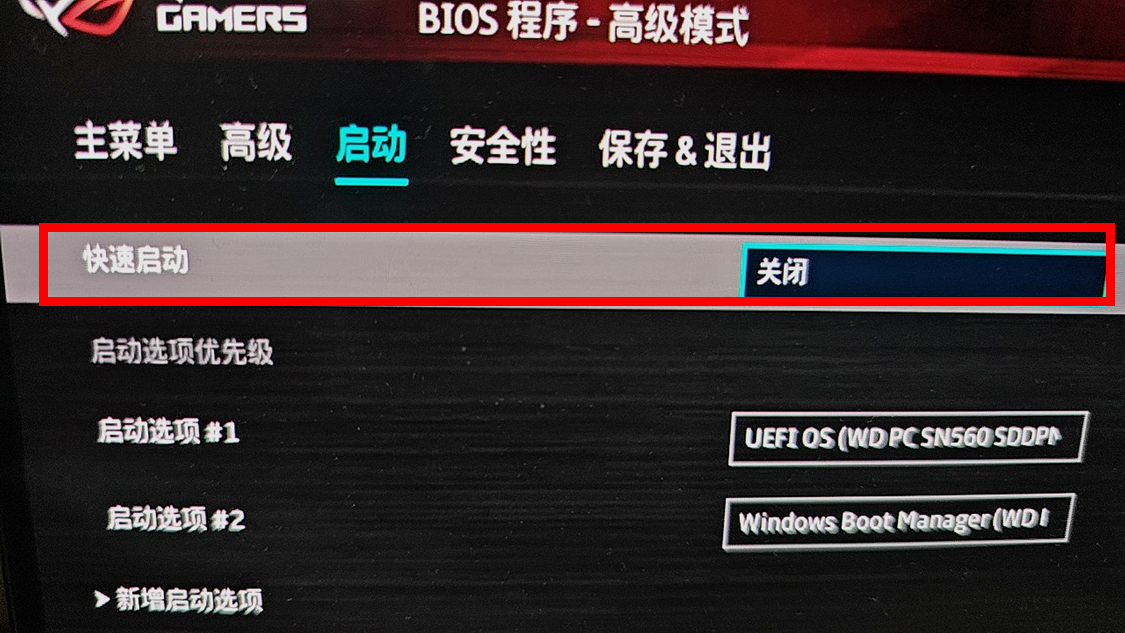 GAMERS
BIOS 程序 - 高级模式
主菜单 高级 启动 安全性 保存 & 退出
快速启动 关闭
启动选项优先级
启动选项 #1 UEFI OS (WD PC SN560 SDDPN
启动选项 #2 Windows Boot Manager (WD
新增启动选项